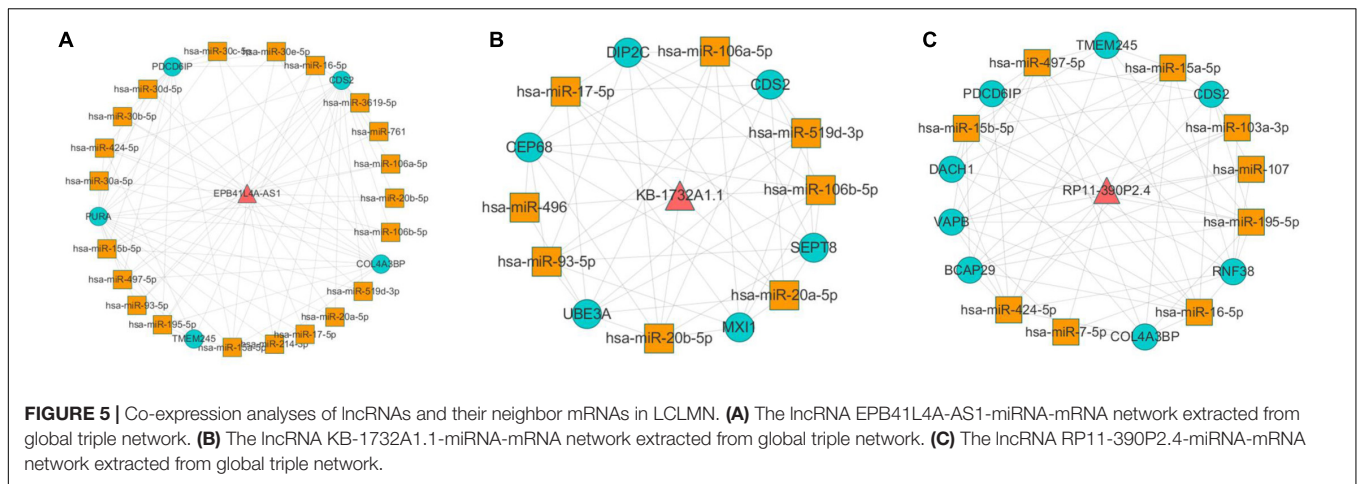 A
hsa-miR-30c-5p
hsa-miR-30e-5p
hsa-miR-16-5p
PDCD6IP
CDS2
hsa-miR-30d-5p
hsa-miR-3619-5p
hsa-miR-30b-5p
hsa-miR-761
hsa-miR-424-5p
hsa-miR-106a-5p
hsa-miR-30a-5p
EPB41L4A-AS1
hsa-miR-20b-5p
PURA
hsa-miR-106b-5p
hsa-miR-15b-5p
COL4A3BP
hsa-miR-497-5p
hsa-miR-519d-3p
hsa-miR-93-5p
hsa-miR-20a-5p
hsa-miR-195-5p
hsa-miR-17-5p
TMEM245
hsa-miR-15a-5p
hsa-miR-214-3p
B
DIP2C
hsa-miR-106a-5p
CDS2
hsa-miR-17-5p
hsa-miR-519d-3p
CEP68
hsa-miR-106b-5p
KB-1732A1.1
hsa-miR-496
SEPT8
hsa-miR-93-5p
hsa-miR-20a-5p
UBE3A
MXI1
hsa-miR-20b-5p
C
TMEM245
hsa-miR-497-5p
hsa-miR-15a-5p
PDCD6IP
CDS2
hsa-miR-15b-5p
hsa-miR-103a-3p
DACH1
hsa-miR-107
RP11-390P2.4
VAPB
hsa-miR-195-5p
BCAP29
RNF38
hsa-miR-424-5p
hsa-miR-16-5p
hsa-miR-7-5p
COL4A3BP
FIGURE 5 | Co-expression analyses of lncRNAs and their neighbor mRNAs in LCLMN. (A) The lncRNA EPB41L4A-AS1-miRNA-mRNA network extracted from
global triple network. (B) The lncRNA KB-1732A1.1-miRNA-mRNA network extracted from global triple network. (C) The lncRNA RP11-390P2.4-miRNA-mRNA
network extracted from global triple network.